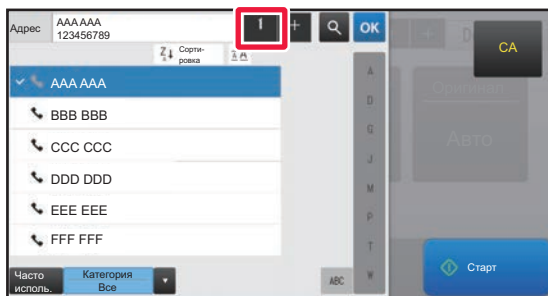 Адрес
AAA AAA
123456789
1
+
OK
CA
Z
A
Сорти-
ровка
AAA AAA
BBB BBB
CCC CCC
DDD DDD
EEE EEE
FFF FFF
A
D
G
J
M
P
T
W
Оригинал
Авто
Часто
исполь.
Категория
Все
ABC
Старт